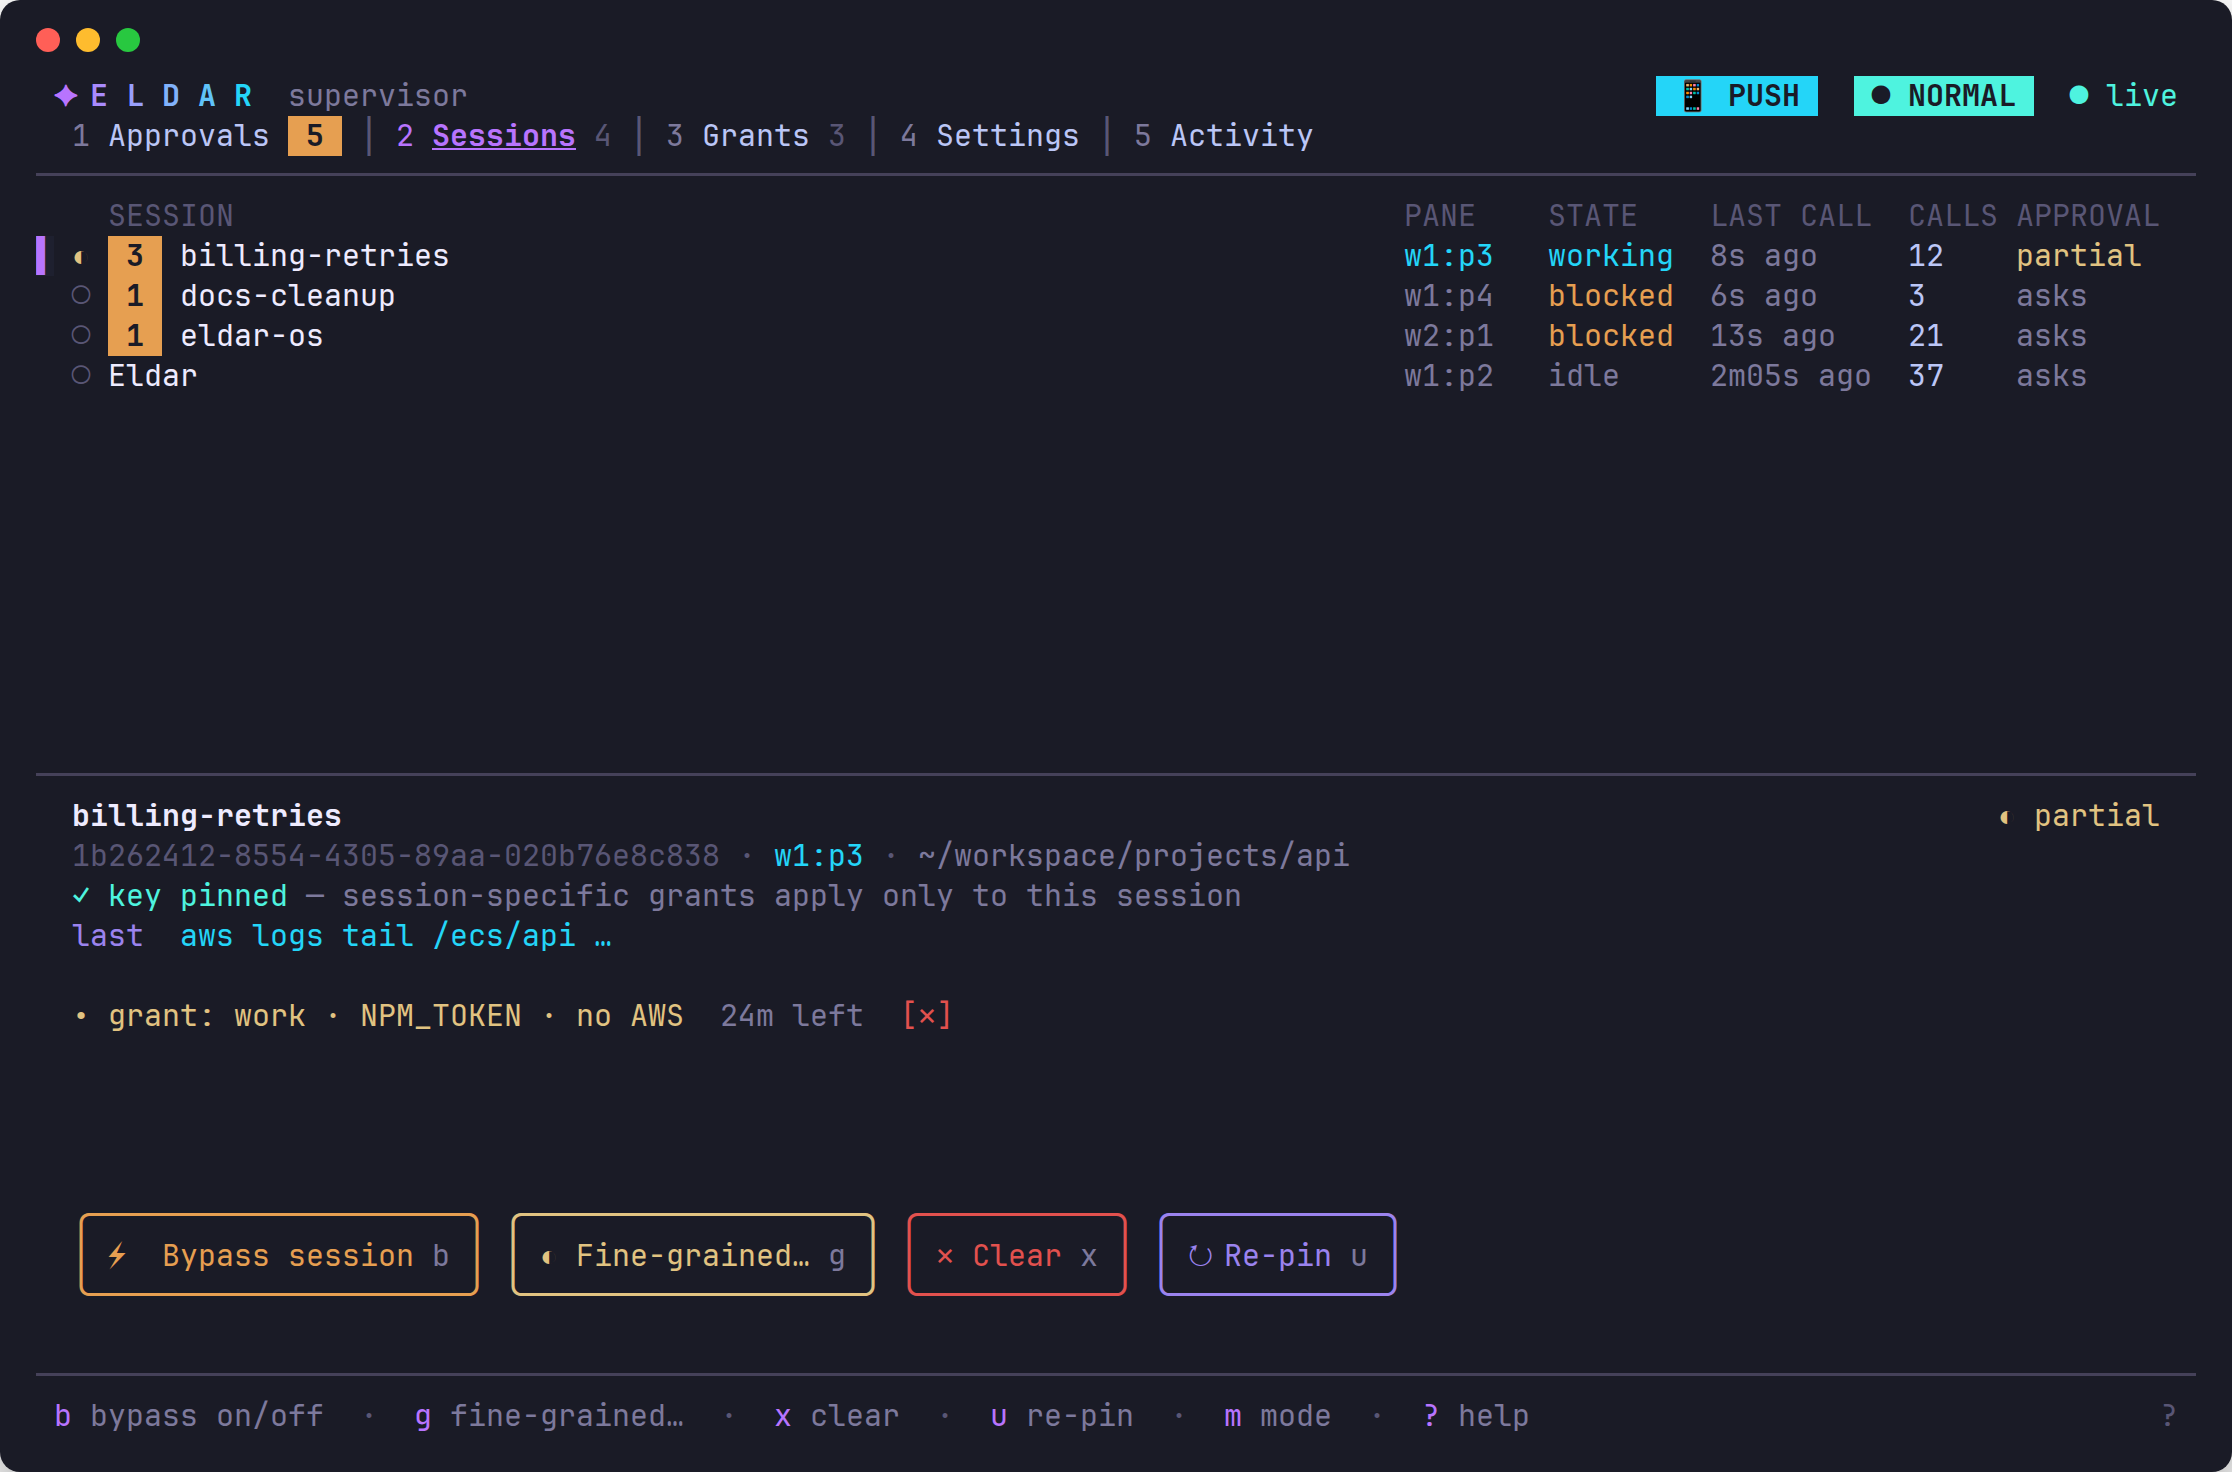 ✦ E L D A R supervisor 📱 PUSH ● NORMAL ● live
1 Approvals 5 │ 2 Sessions 4 │ 3 Grants 3 │ 4 Settings │ 5 Activity
SESSION PANE STATE LAST CALL CALLS APPROVAL
◖ 3 billing-retries w1:p3 working 8s ago 12 partial
○ 1 docs-cleanup w1:p4 blocked 6s ago 3 asks
○ 1 eldar-os w2:p1 blocked 13s ago 21 asks
○ Eldar w1:p2 idle 2m05s ago 37 asks
billing-retries ◖ partial
1b262412-8554-4305-89aa-020b76e8c838 · w1:p3 · ~/workspace/projects/api
✓ key pinned — session-specific grants apply only to this session
last aws logs tail /ecs/api …
• grant: work · NPM_TOKEN · no AWS 24m left [×]
⚡ Bypass session b ◖ Fine-grained… g × Clear x ↻ Re-pin u
b bypass on/off · g fine-grained… · x clear · u re-pin · m mode · ? help ?